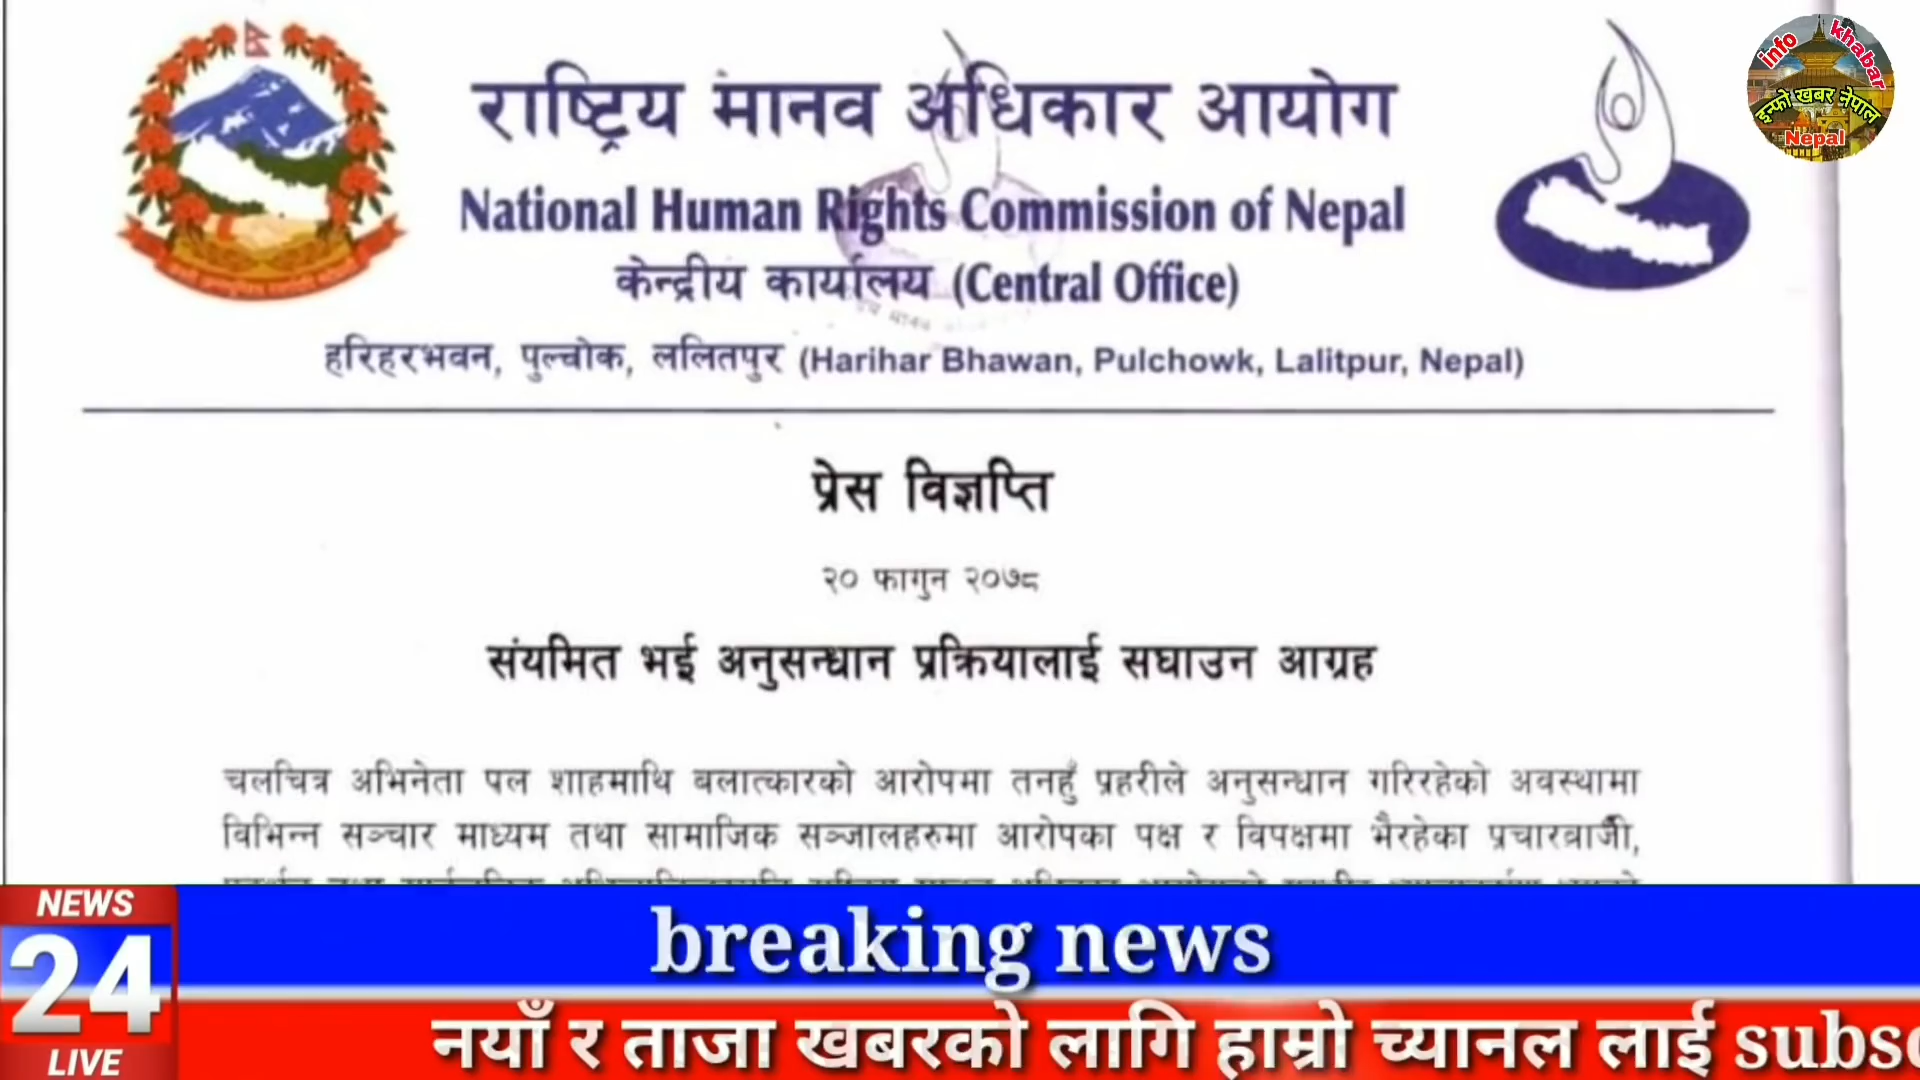 राष्ट्रिय मानव अधिकार आयोग
National Human Rights Commission of Nepal
केन्द्रीय कार्यालय (Central Office)
हरिहरभवन, पुल्चोक, ललितपुर (Harihar Bhawan, Pulchowk, Lalitpur, Nepal)
info khabar
इन्फो खबर नेपाल
Nepal
प्रेस विज्ञप्ति
२० फागुन २०७८
संयमित भई अनुसन्धान प्रक्रियालाई सघाउन आग्रह
चलचित्र अभिनेता पल शाहमाथि बलात्कारको आरोपमा तनहुँ प्रहरीले अनुसन्धान गरिरहेको अवस्थामा
विभिन्न सञ्चार माध्यम तथा सामाजिक सञ्जालहरुमा आरोपका पक्ष र विपक्षमा भैरहेका प्रचारबाजी,
NEWS
24
LIVE
breaking news
नयाँ र ताजा खबरको लागि हाम्रो च्यानल लाई subsc